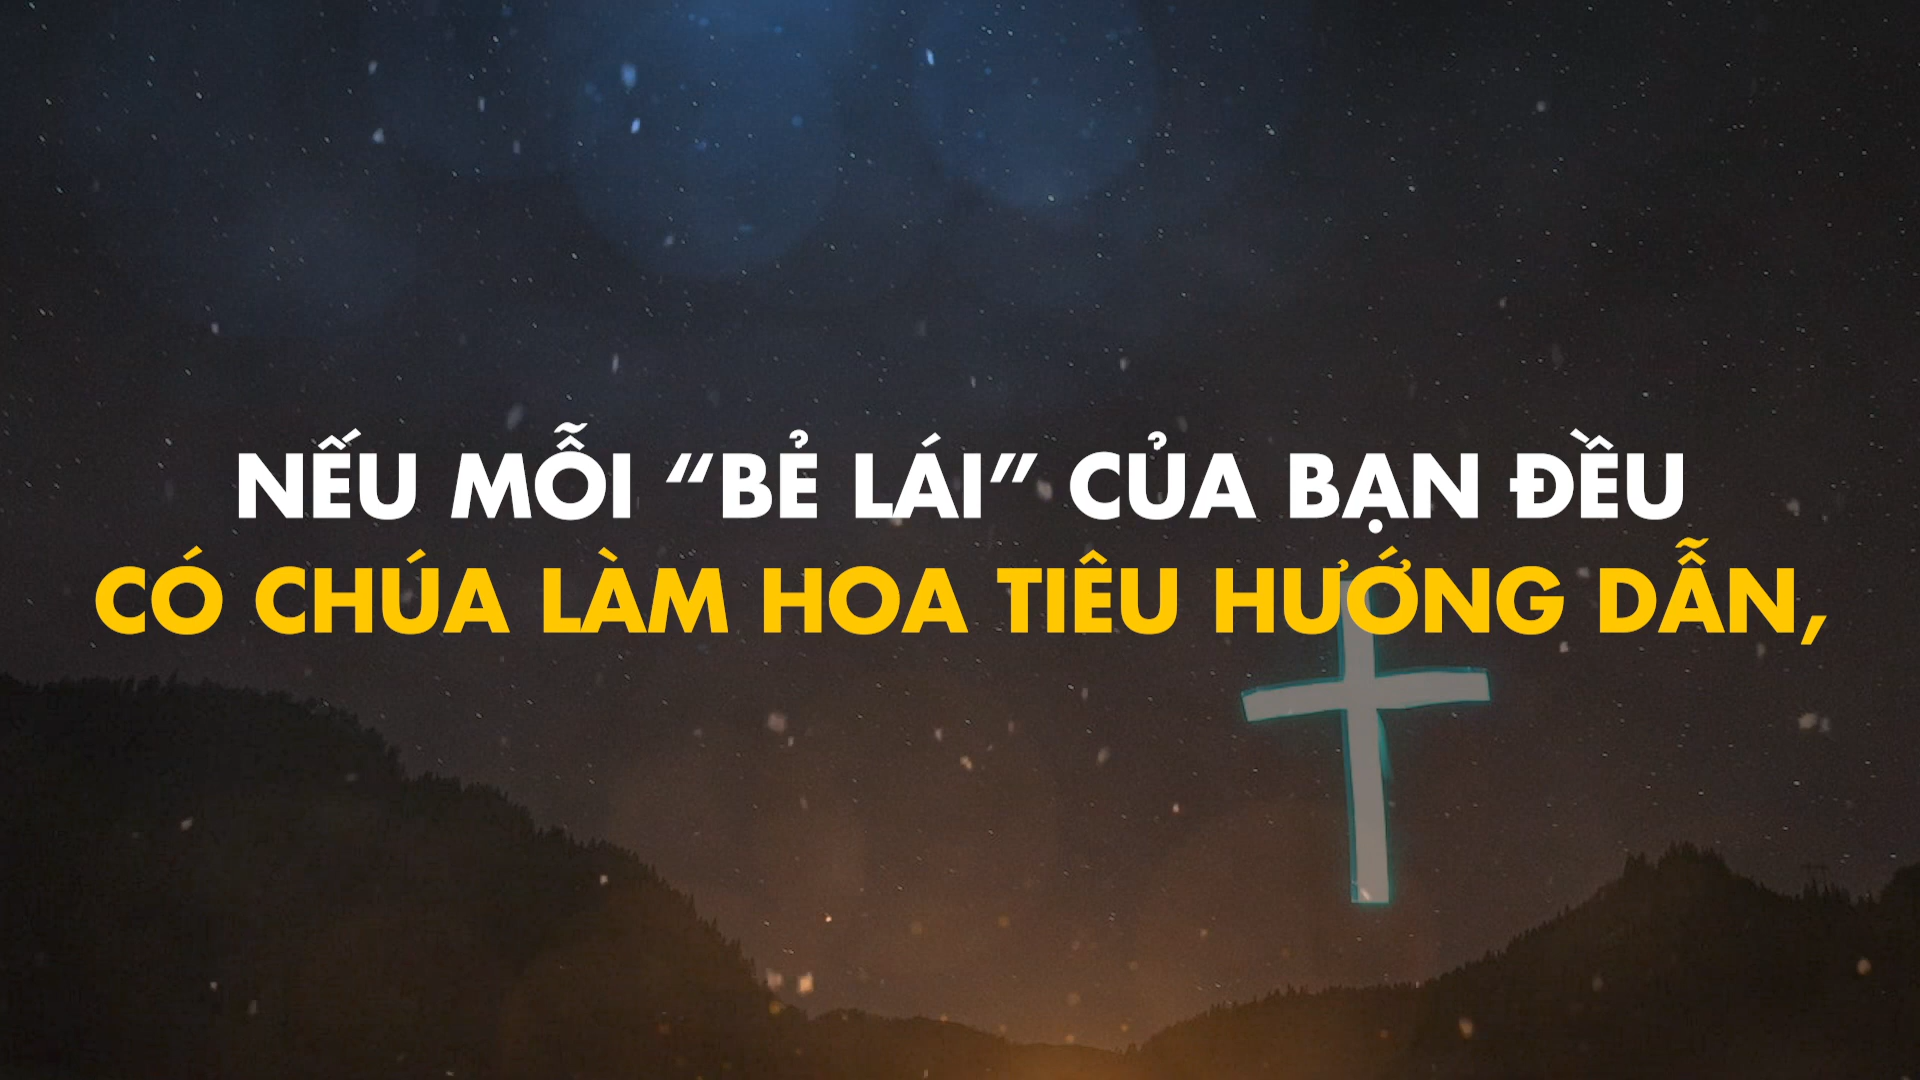 NẾU MỖI “BẺ LÁI” CỦA BẠN ĐỀU
CÓ CHÚA LÀM HOA TIÊU HƯỚNG DẪN,